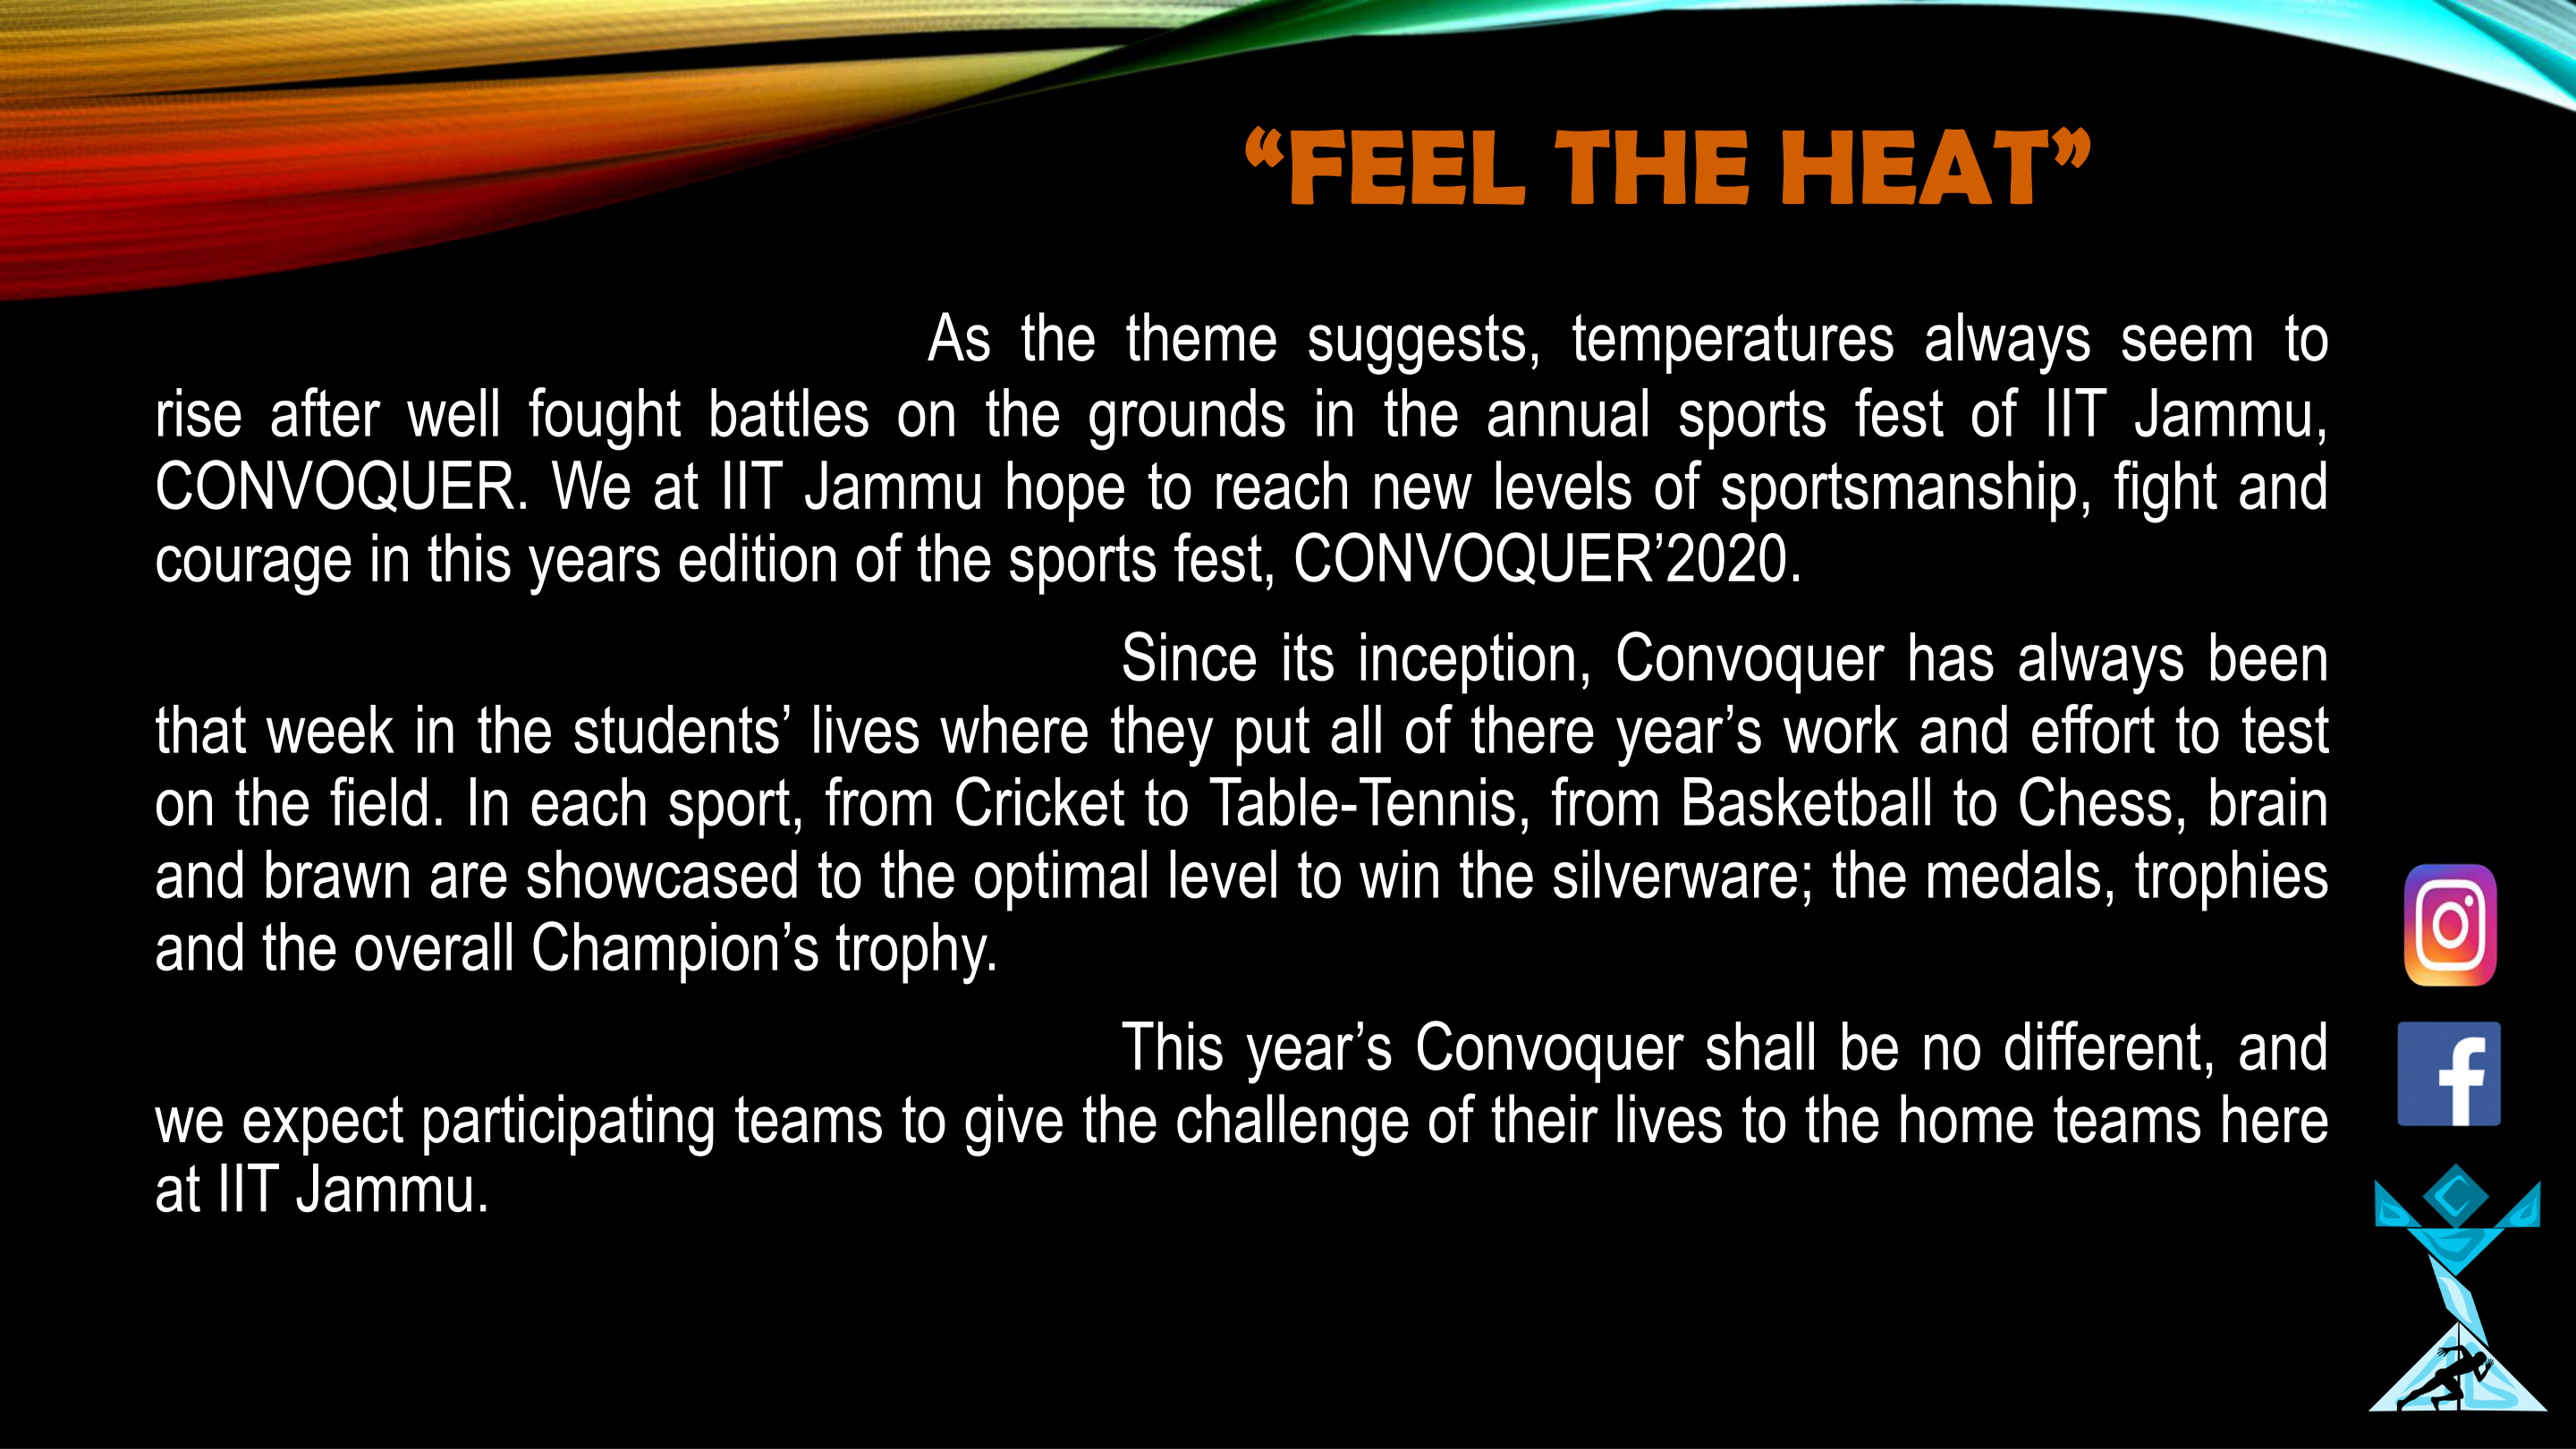 “FEEL THE HEAT”
As the theme suggests, temperatures always seem to
rise after well fought battles on the grounds in the annual sports fest of IIT Jammu,
CONVOQUER. We at IIT Jammu hope to reach new levels of sportsmanship, fight and
courage in this years edition of the sports fest, CONVOQUER’2020.
Since its inception, Convoquer has always been
that week in the students’ lives where they put all of there year’s work and effort to test
on the field. In each sport, from Cricket to Table-Tennis, from Basketball to Chess, brain
and brawn are showcased to the optimal level to win the silverware; the medals, trophies
and the overall Champion’s trophy.
This year’s Convoquer shall be no different, and
we expect participating teams to give the challenge of their lives to the home teams here
at IIT Jammu.